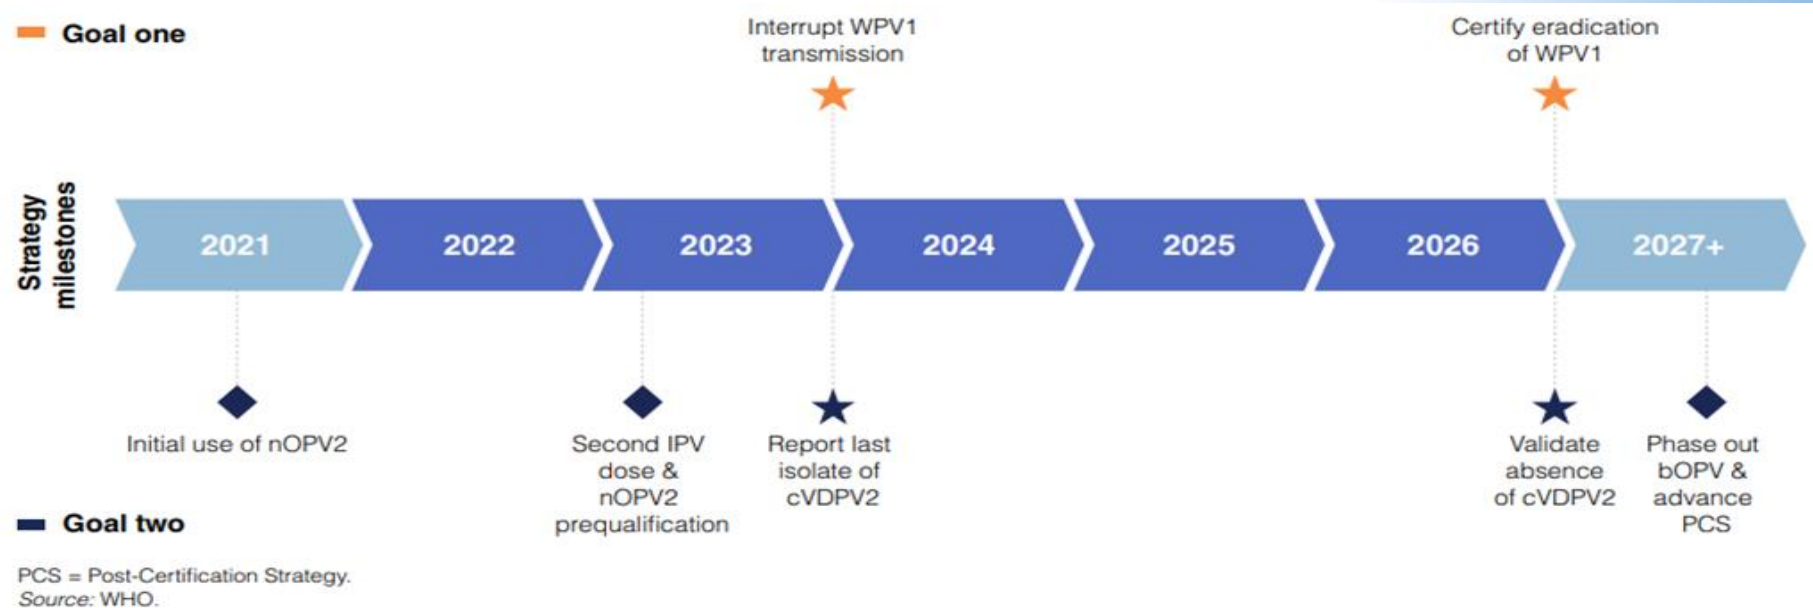 Goal one
Interrupt WPV1
transmission
Certify eradication
of WPV1
Strategy
milestones
2021
2022
2023
2024
2025
2026
2027+
Initial use of nOPV2
Second IPV
dose &
nOPV2
prequalification
Report last
isolate of
cVDPV2
Validate
absence
of cVDPV2
Phase out
bOPV &
advance
PCS
Goal two
PCS = Post-Certification Strategy.
Source: WHO.